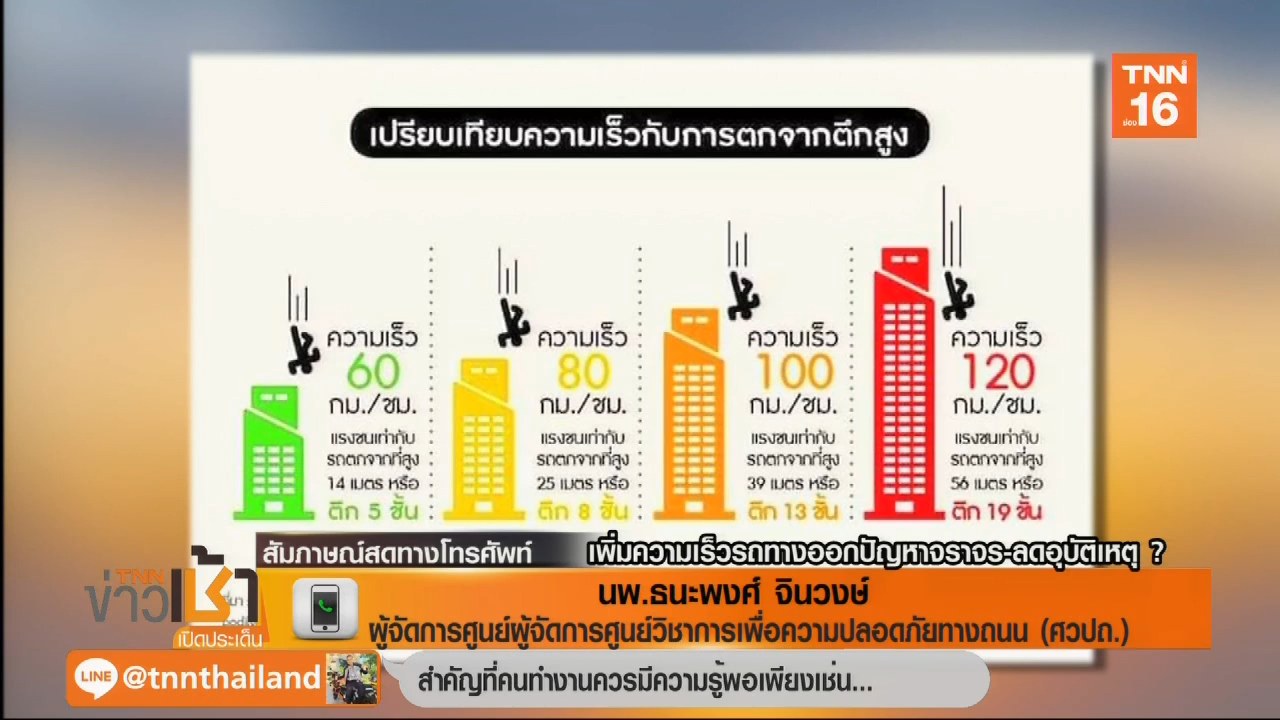 TNN
ช่อง 16
เปรียบเทียบความเร็วกับการตกจากตึกสูง
ความเร็ว
60
กม./ชม.
แรงชนเท่ากับ
รถตกจากที่สูง
14 เมตร หรือ
ตึก 5 ชั้น
ความเร็ว
80
กม./ชม.
แรงชนเท่ากับ
รถตกจากที่สูง
25 เมตร หรือ
ตึก 8 ชั้น
ความเร็ว
100
กม./ชม.
แรงชนเท่ากับ
รถตกจากที่สูง
39 เมตร หรือ
ตึก 13 ชั้น
ความเร็ว
120
กม./ชม.
แรงชนเท่ากับ
รถตกจากที่สูง
56 เมตร หรือ
ตึก 19 ชั้น
สัมภาษณ์สดทางโทรศัพท์
เพิ่มความเร็วรถทางออกปัญหาจราจร-ลดอุบัติเหตุ ?
TNN
ข่าวเช้า
เปิดประเด็น
นพ.ธนะพงศ์ จินวงษ์
ผู้จัดการศูนย์ผู้จัดการศูนย์วิชาการเพื่อความปลอดภัยทางถนน (ศวปถ.)
LINE @tnnthailand
สำคัญที่คนทำงานควรมีความรู้พอเพียงเช่น...